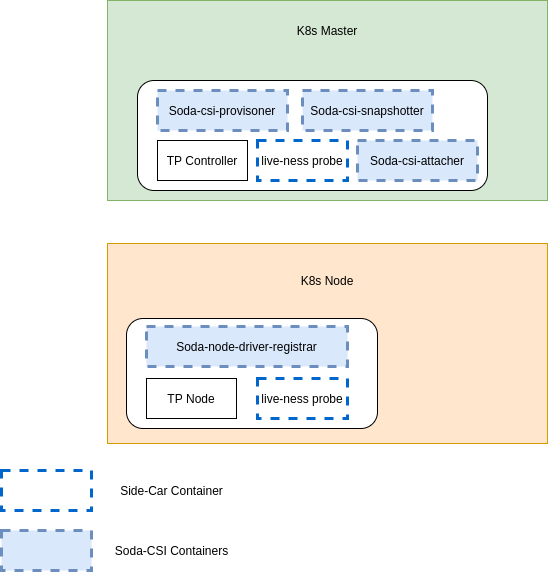 K8s Master
Soda-csi-provisoner
Soda-csi-snapshotter
TP Controller
live-ness probe
Soda-csi-attacher
K8s Node
Soda-node-driver-registrar
TP Node
live-ness probe
Side-Car Container
Soda-CSI Containers